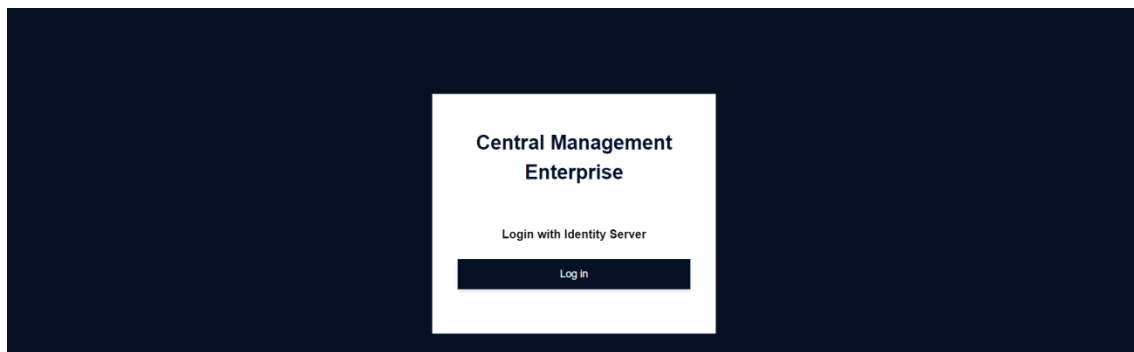 Central Management
Enterprise
Login with Identity Server
Log in